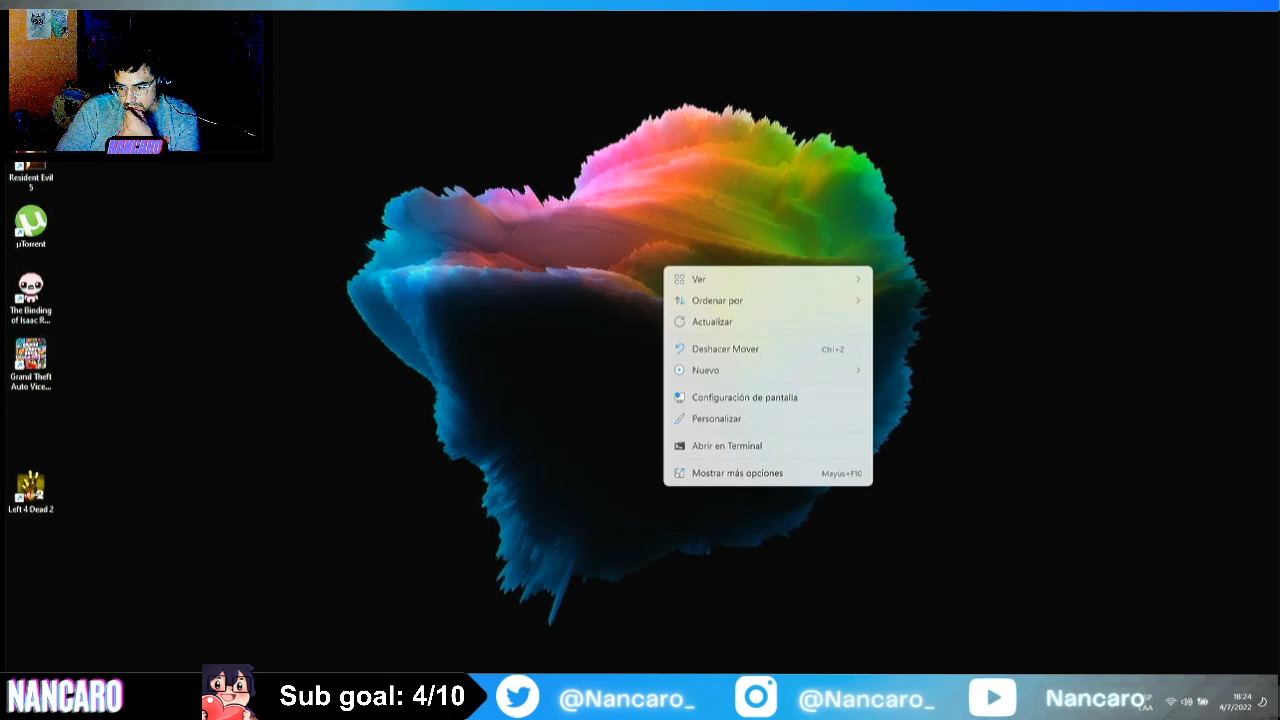 NANCARO
Resident Evil
5
µTorrent
The Binding
of Isaac R...
Grand Theft
Auto Vice...
Left 4 Dead 2
Ver
Ordenar por
Actualizar
Deshacer Mover Ctrl+Z
Nuevo
Configuración de pantalla
Personalizar
Abrir en Terminal
Mostrar más opciones Mayús+F10
NANCARO
Sub goal: 4/10
@Nancaro_
@Nancaro_
Nancaro
LAA
18:24
4/7/2022